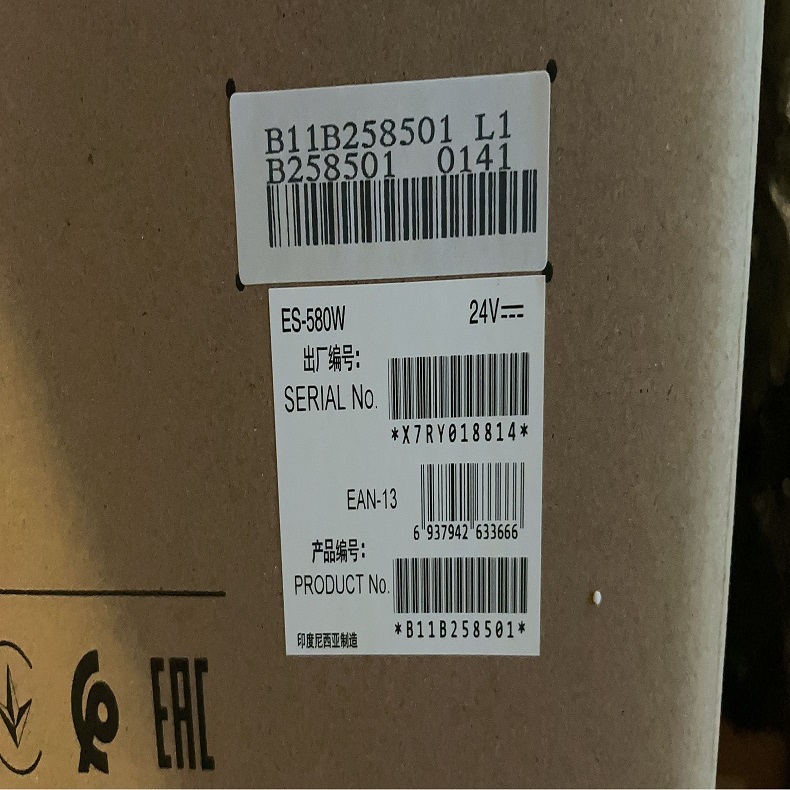 B11B258501 L1
B258501 0141
ES-580W 24V⎓
出厂编号:
SERIAL No.
*X7RY018814*
EAN-13
6 937942 633666
产品编号:
PRODUCT No.
*B11B258501*
印度尼西亚制造
EAC